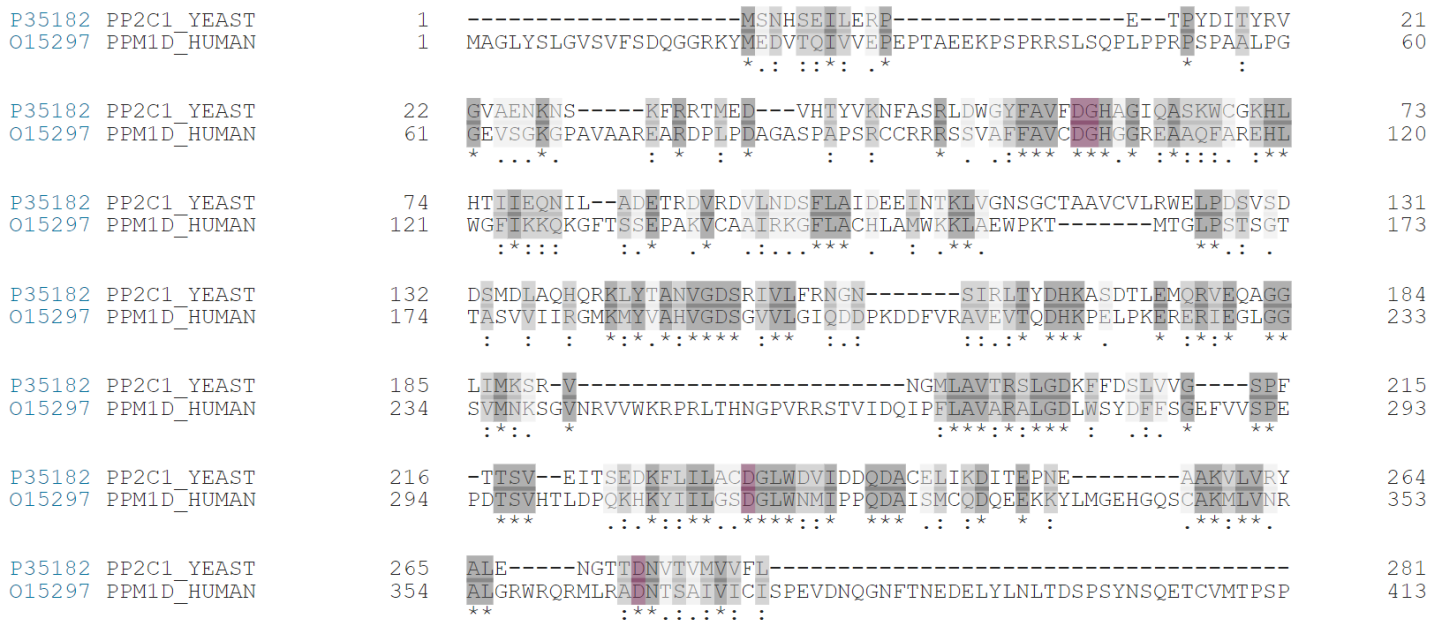 P35182 PP2C1_YEAST 1 --------------------MSNHSEILERP-----------------E--TPYDITYRV 21
O15297 PPM1D_HUMAN 1 MAGLYSLGVSVFSDQGGRKYMEDVTQIVVEPEPTAEEKPSPRRSLSQPLPPRPSPAALPG 60
*.: ::*: * * :
P35182 PP2C1_YEAST 22 GVAENKNS-----KFRRTMED---VHTYVKNFASRLDWGYFAVFDGHAGIQASKWCGKHL 73
O15297 PPM1D_HUMAN 61 GEVSGKGPAVAAREARDPLPDAGASPAPSRCCRRRSSVAFFAVCDGHGGREAAQFAREHL 120
* ...*. : * : * : : * . .:*** ***.* :*:::. :**
P35182 PP2C1_YEAST 74 HTIIEQNIL--ADETRDVRDVLNDSFLAIDEEINTKLVGNSGCTAAVCVLRWELPDSVSD 131
O15297 PPM1D_HUMAN 121 WGFIKKQKGFTSSEPAKVCAAIRKGFLACHLAMWKKLAEWPKT-------MTGLPSTSGT 173
:*::: ::.* .* .:...*** . : .**. **.: .
P35182 PP2C1_YEAST 132 DSMDLAQHQRKLYTANVGDSRIVLFRNGN-------SIRLTYDHKASDTLEMQRVEQAGG 184
O15297 PPM1D_HUMAN 174 TASVVIIRGMKMYVAHVGDSGVVLGIQDDPKDDFVRAVEVTQDHKPELPKERERIEGLGG 233
: : : *:*.*:**** :** :.: ::.:* *** . * :*:* **
P35182 PP2C1_YEAST 185 LIMKSR-V------------------------NGMLAVTRSLGDKFFDSLVVG----SPF 215
O15297 PPM1D_HUMAN 234 SVMNKSGVNRVVWKRPRLTHNGPVRRSTVIDQIPFLAVARALGDLWSYDFFSGEFVVSPE 293
:*:. * :***:*:*** : .:. * **
P35182 PP2C1_YEAST 216 -TTSV--EITSEDKFLILACDGLWDVIDDQDACELIKDITEPNE--------AAKVLVRY 264
O15297 PPM1D_HUMAN 294 PDTSVHTLDPQKHKYIILGSDGLWNMIPPQDAISMCQDQEEKKYLMGEHGQSCAKMLVNR 353
*** .:.*::**..****::* *** .: :* * : .**:**.
P35182 PP2C1_YEAST 265 ALE-----NGTTDNVTVMVVFL-------------------------------------- 281
O15297 PPM1D_HUMAN 354 ALGRWRQRMLRADNTSAIVICISPEVDNQGNFTNEDELYLNLTDSPSYNSQETCVMTPSP 413
** :**.:.:*: :